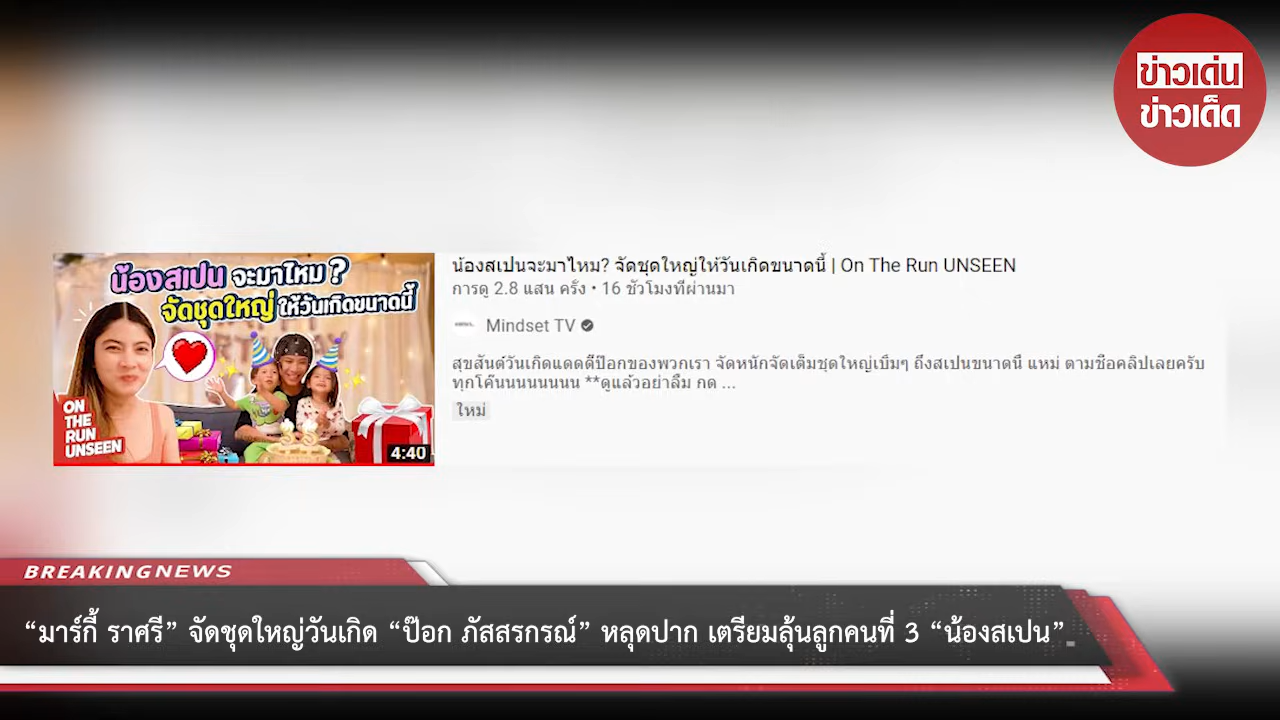 ข่าวเด่น
ข่าวเด็ด
น้องสเปน จะมาไหม ?
จัดชุดใหญ่ ให้วันเกิดขนาดนี้
ON
THE
RUN
UNSEEN
4:40
น้องสเปนจะมาไหม? จัดชุดใหญ่ให้วันเกิดขนาดนี้ | On The Run UNSEEN
การดู 2.8 แสน ครั้ง • 16 ชั่วโมงที่ผ่านมา
Mindset TV
สุขสันต์วันเกิดแดดดี้ป๊อกของพวกเรา จัดหนักจัดเต็มชุดใหญ่เบิ้มๆ ถึงสเปนขนาดนี้ แหม่ ตามชื่อคลิปเลยครับ
ทุกโค๊นนนนนนนน **ดูแล้วอย่าลืม กด ...
ใหม่
BREAKINGNEWS
“มาร์กี้ ราศรี” จัดชุดใหญ่วันเกิด “ป๊อก ภัสสรกรณ์” หลุดปาก เตรียมลุ้นลูกคนที่ 3 “น้องสเปน”